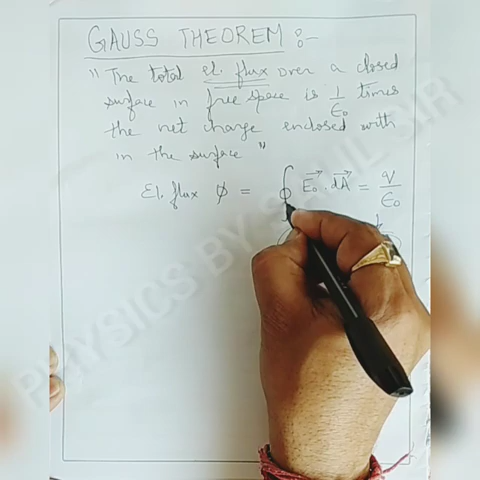 GAUSS THEOREM :-
" The total el. flux over a closed
surface in free space is 1/ε0 times
the net charge enclosed with
in the surface "
El. flux ϕ = ∮ E0 . dA = q/ε0